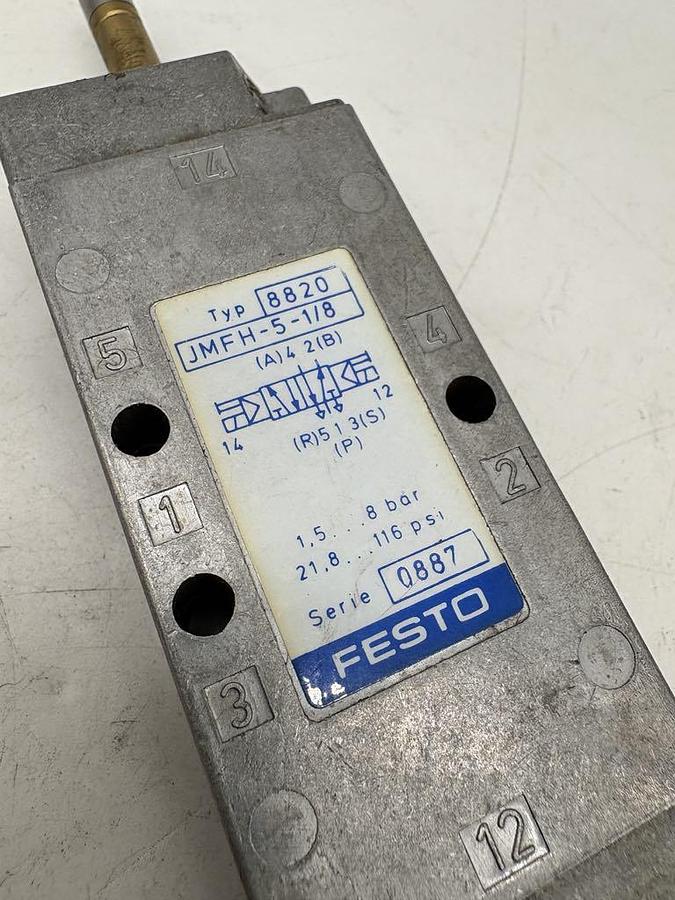 14
5
4
Typ 8820
JMFH-5-1/8
(A)4 2(B)
14
12
(R)5 1 3(S)
(P)
1
2
1,5...8 bar
21,8...116 psi
Serie 0887
FESTO
3
12